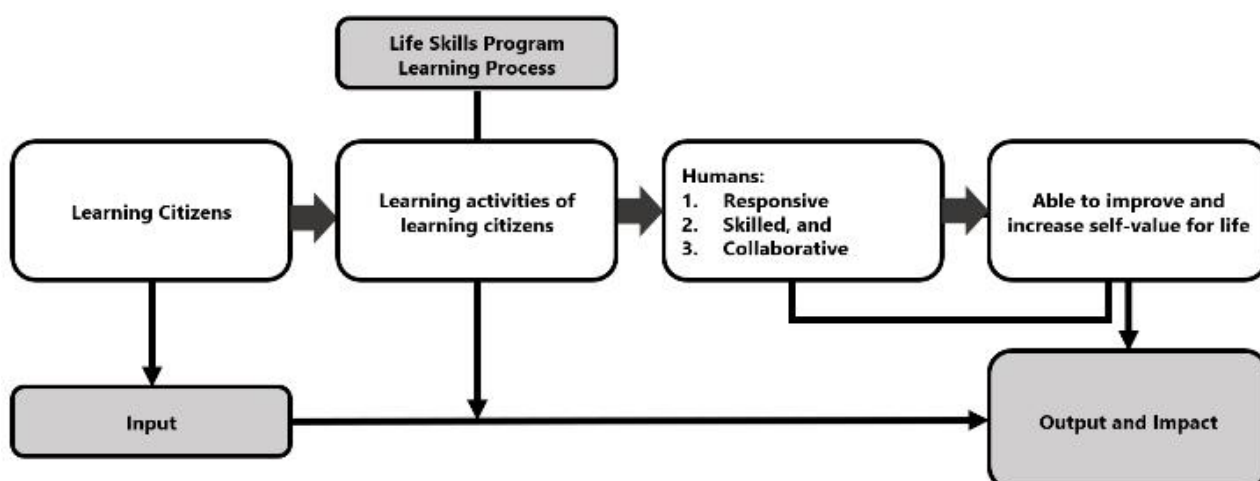 Life Skills Program
Learning Process
Learning Citizens
Learning activities of
learning citizens
Humans:
1. Responsive
2. Skilled, and
3. Collaborative
Able to improve and
increase self-value for life
Input
Output and Impact